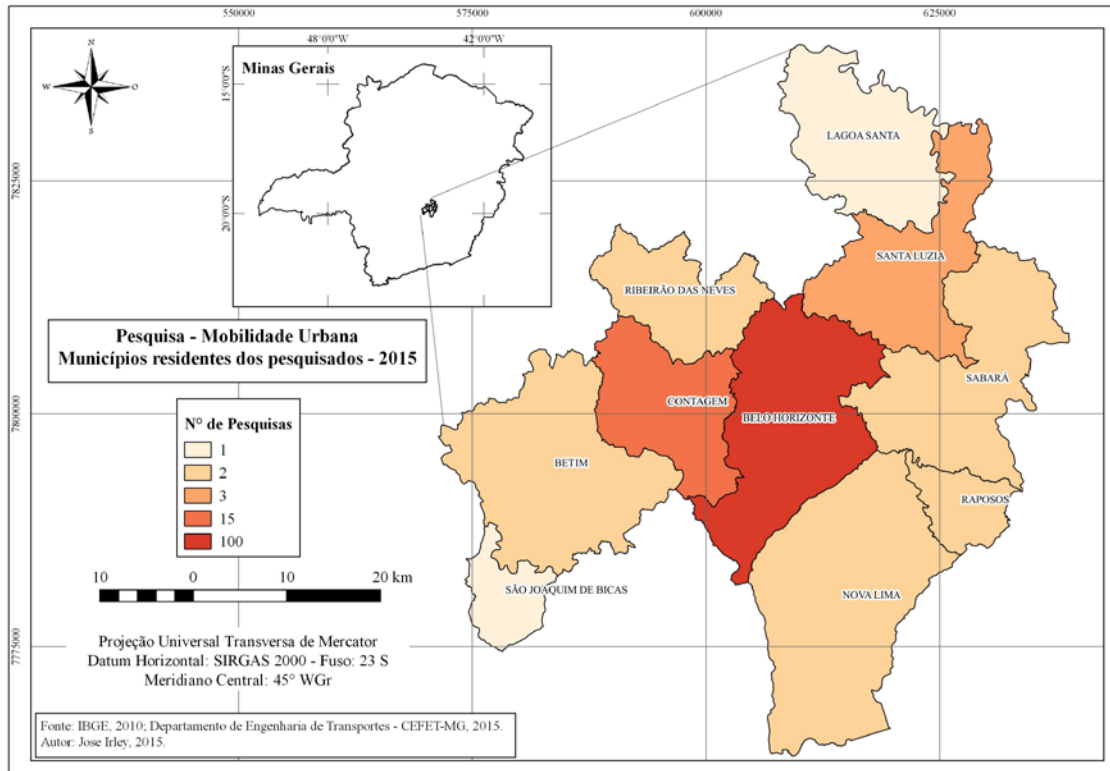 550000
575000
600000
625000
48°0'0"W
42°0'0"W
N
W
O
S
Minas Gerais
15°0'0"S
20°0'0"S
7825000
7800000
7775000
LAGOA SANTA
SANTA LUZIA
RIBEIRÃO DAS NEVES
SABARÁ
CONTAGEM
BELO HORIZONTE
BETIM
RAPOSOS
SÃO JOAQUIM DE BICAS
NOVA LIMA
Pesquisa - Mobilidade Urbana
Municípios residentes dos pesquisados - 2015
N° de Pesquisas
1
2
3
15
100
10 0 10 20 km
Projeção Universal Transversa de Mercator
Datum Horizontal: SIRGAS 2000 - Fuso: 23 S
Meridiano Central: 45° WGr
Fonte: IBGE, 2010; Departamento de Engenharia de Transportes - CEFET-MG, 2015.
Autor: Jose Irley, 2015.